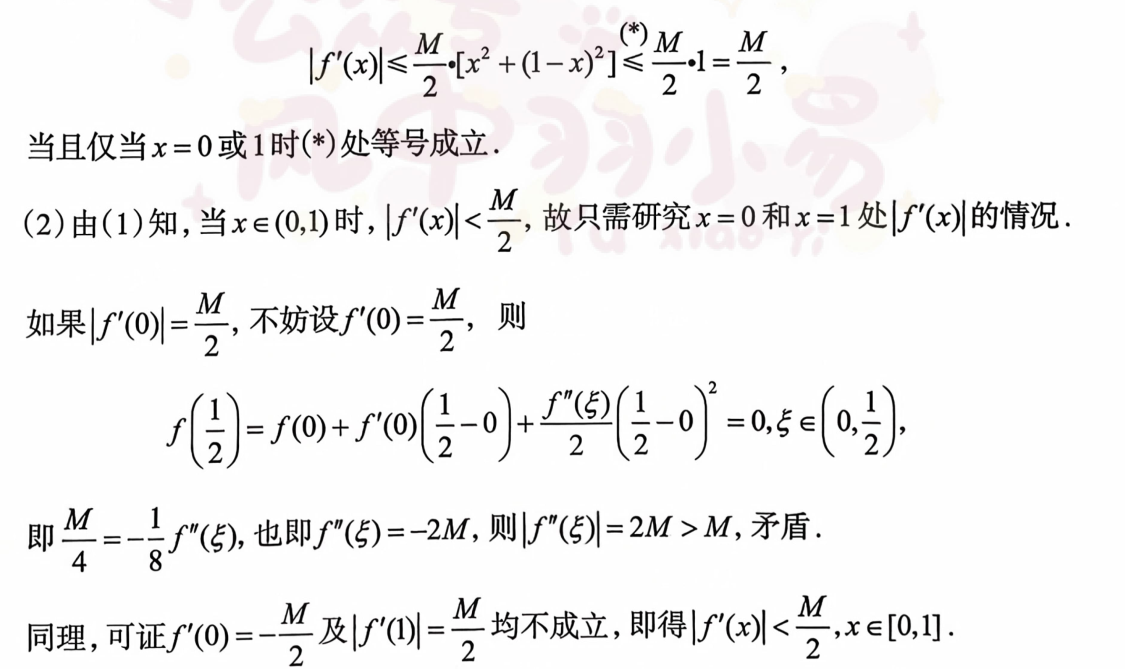 |f′(x)| ≤ M/2·[x² + (1−x)²] (*)≤ M/2·1 = M/2 ,
当且仅当 x = 0 或 1 时(*)处等号成立.
(2)由(1)知, 当 x∈(0,1) 时, |f′(x)| < M/2, 故只需研究 x = 0 和 x = 1 处 |f′(x)| 的情况.
如果 |f′(0)| = M/2, 不妨设 f′(0) = M/2, 则
f(1/2) = f(0) + f′(0)(1/2 − 0) + f″(ξ)/2 (1/2 − 0)² = 0, ξ∈(0, 1/2),
即 M/4 = −1/8 f″(ξ), 也即 f″(ξ) = −2M, 则 |f″(ξ)| = 2M > M, 矛盾.
同理, 可证 f′(0) = −M/2 及 |f′(1)| = M/2 均不成立, 即得 |f′(x)| < M/2, x∈[0,1].